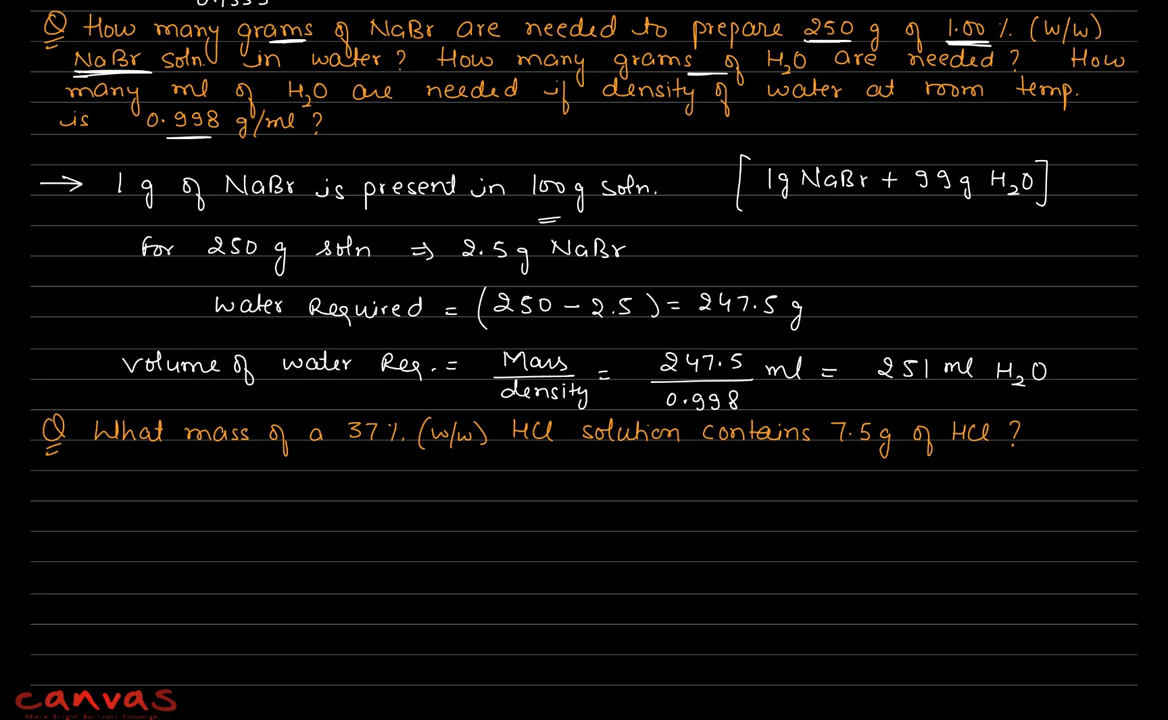 Q How many grams of NaBr are needed to prepare 250 g of 1.00 % (w/w)
NaBr soln. in water? How many grams of H2O are needed? How
many ml of H2O are needed if density of water at room temp.
is 0.998 g/ml ?
→ 1 g of NaBr is present in 100 g soln. [1g NaBr + 99 g H2O]
For 250 g soln ⇒ 2.5 g NaBr
Water Required = (250 - 2.5) = 247.5 g
Volume of water Req. = Mass/density = 247.5/0.998 ml = 251 ml H2O
Q What mass of a 37 %. (w/w) HCl solution contains 7.5 g of HCl ?
canvas